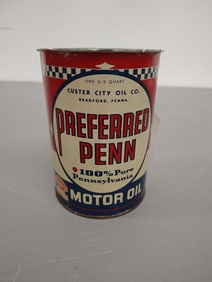 ONE U.S. QUART
CUSTER CITY OIL CO.
BRADFORD, PENNA.
PREFERRED
PENN
100% Pure
Pennsylvania
MOTOR OIL